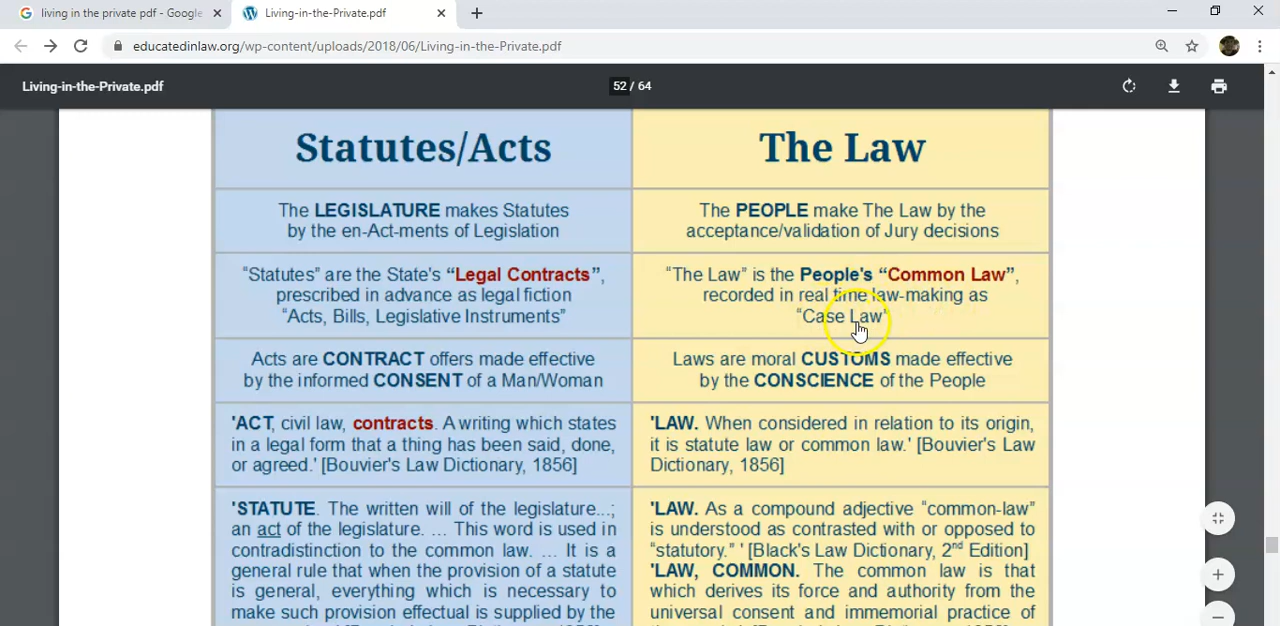 living in the private pdf - Google
Living-in-the-Private.pdf
educatedinlaw.org/wp-content/uploads/2018/06/Living-in-the-Private.pdf
Living-in-the-Private.pdf
52 / 64
Statutes/Acts
The Law
The LEGISLATURE makes Statutes
by the en-Act-ments of Legislation
The PEOPLE make The Law by the
acceptance/validation of Jury decisions
“Statutes” are the State's “Legal Contracts”,
prescribed in advance as legal fiction
“Acts, Bills, Legislative Instruments”
“The Law” is the People's “Common Law”,
recorded in real time law-making as
“Case Law”
Acts are CONTRACT offers made effective
by the informed CONSENT of a Man/Woman
Laws are moral CUSTOMS made effective
by the CONSCIENCE of the People
'ACT, civil law, contracts. A writing which states
in a legal form that a thing has been said, done,
or agreed.' [Bouvier's Law Dictionary, 1856]
'LAW. When considered in relation to its origin,
it is statute law or common law.' [Bouvier's Law
Dictionary, 1856]
'STATUTE. The written will of the legislature...;
an act of the legislature. ... This word is used in
contradistinction to the common law. ... It is a
general rule that when the provision of a statute
is general, everything which is necessary to
make such provision effectual is supplied by the
'LAW. As a compound adjective “common-law”
is understood as contrasted with or opposed to
“statutory.” ' [Black's Law Dictionary, 2nd Edition]
'LAW, COMMON. The common law is that
which derives its force and authority from the
universal consent and immemorial practice of